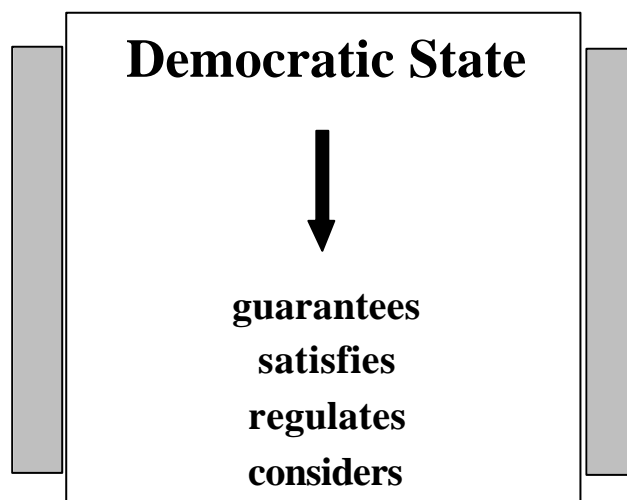 Democratic State
guarantees
satisfies
regulates
considers